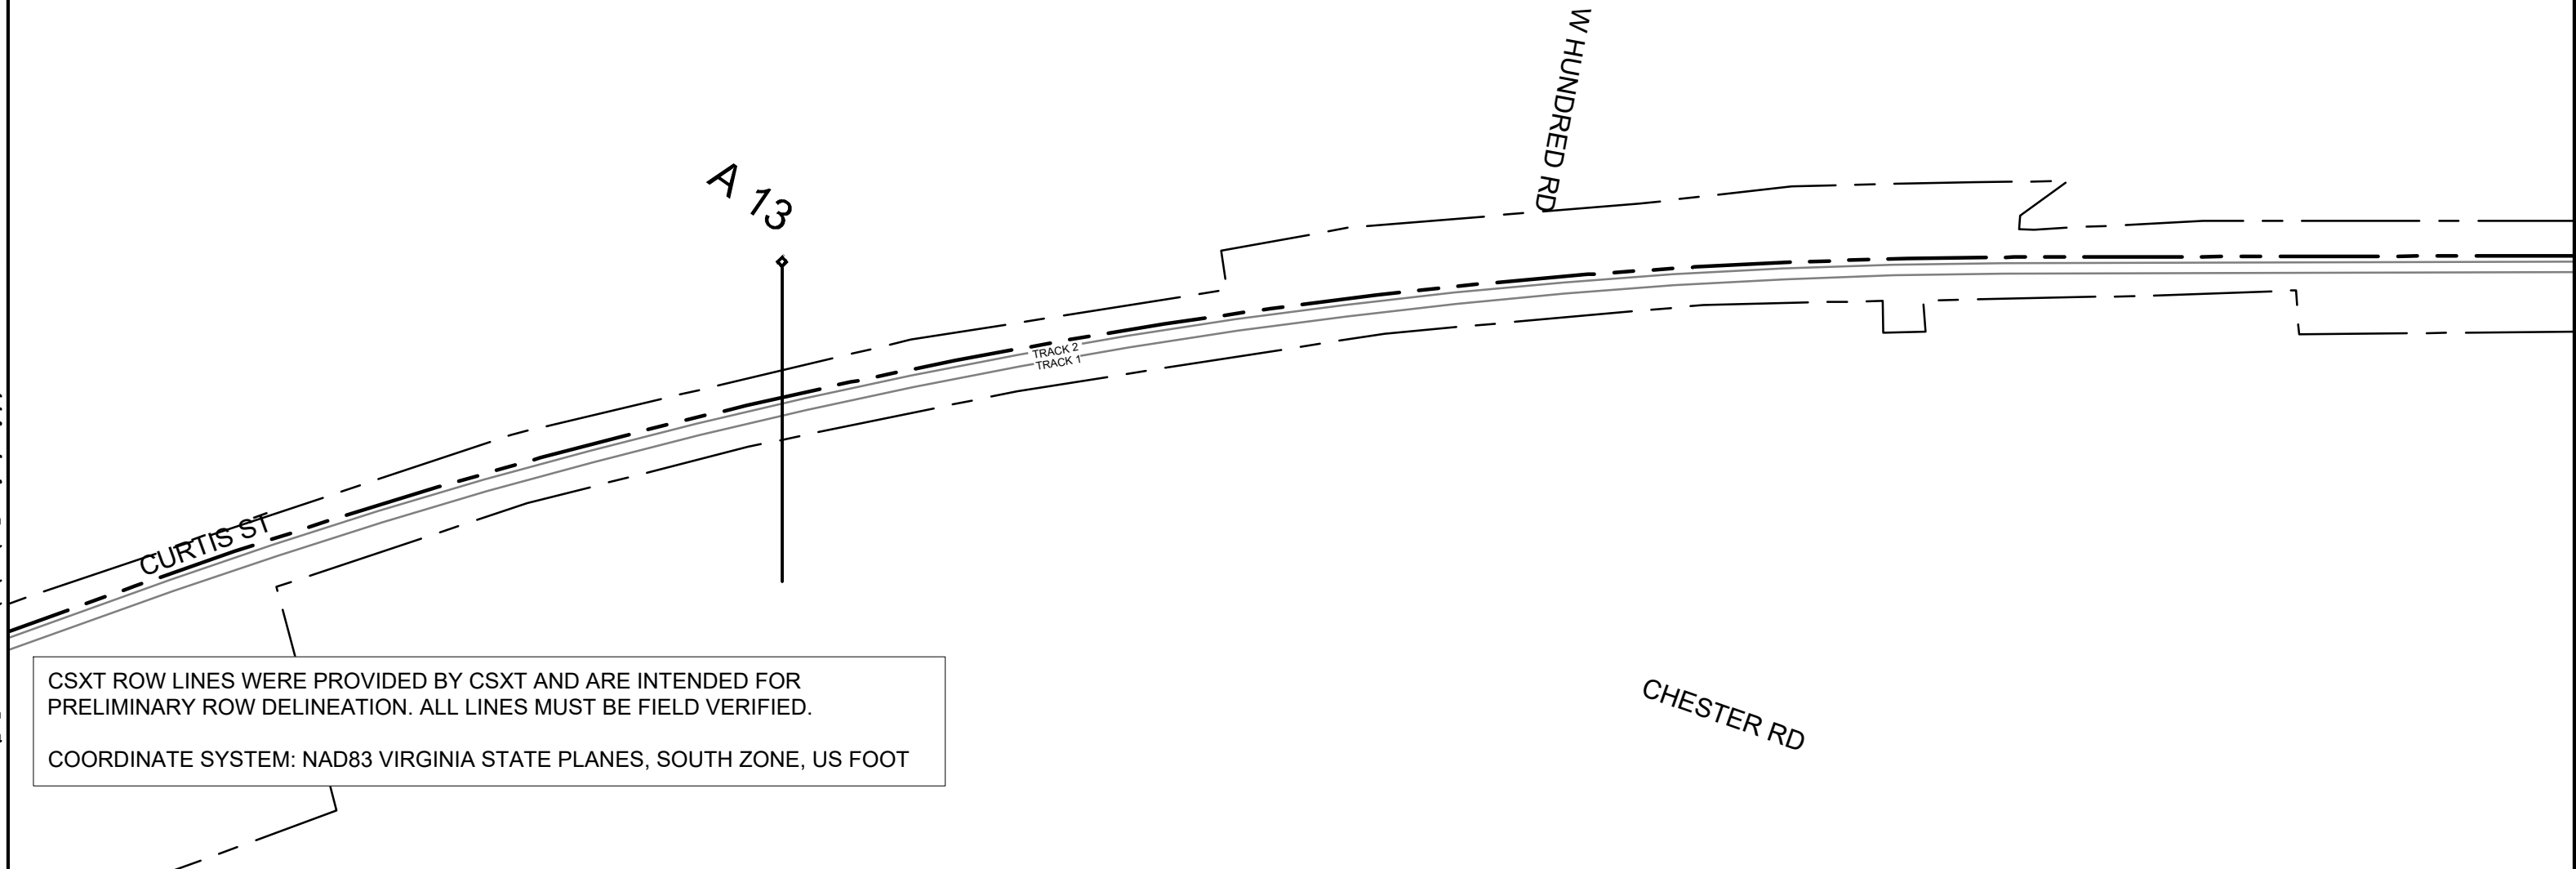 W HUNDRED RD
A 13
TRACK 2
TRACK 1
CURTIS ST
CSXT ROW LINES WERE PROVIDED BY CSXT AND ARE INTENDED FOR
PRELIMINARY ROW DELINEATION. ALL LINES MUST BE FIELD VERIFIED.
COORDINATE SYSTEM: NAD83 VIRGINIA STATE PLANES, SOUTH ZONE, US FOOT
CHESTER RD